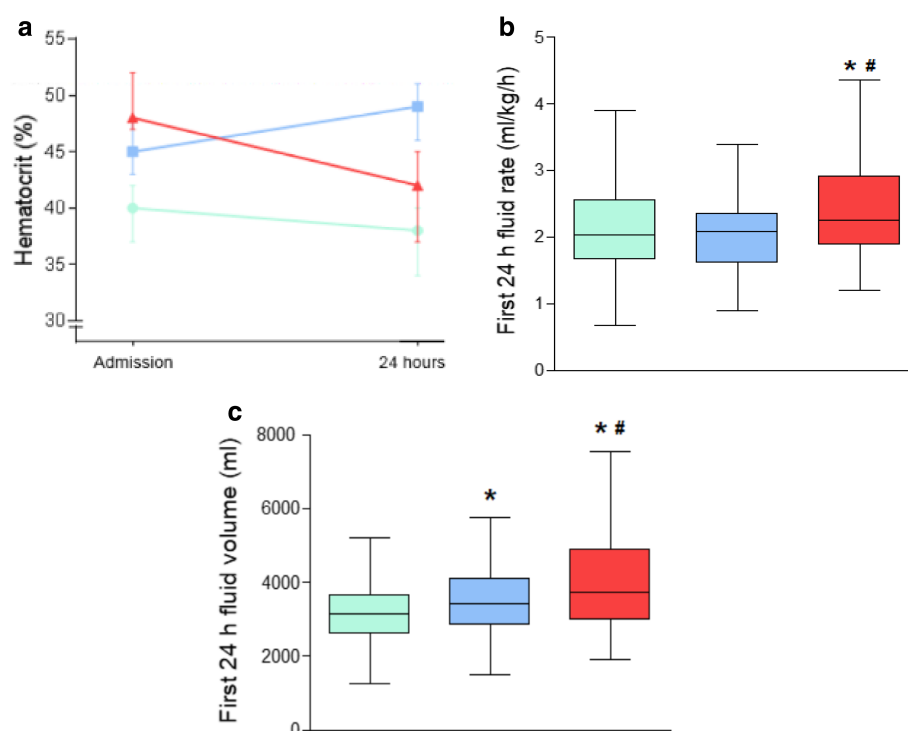 a
Hematocrit (%)
55
50
45
40
35
30
Admission
24 hours
b
First 24 h fluid rate (ml/kg/h)
5
4
3
2
1
0
* #
c
First 24 h fluid volume (ml)
8000
6000
4000
2000
0
*
* #